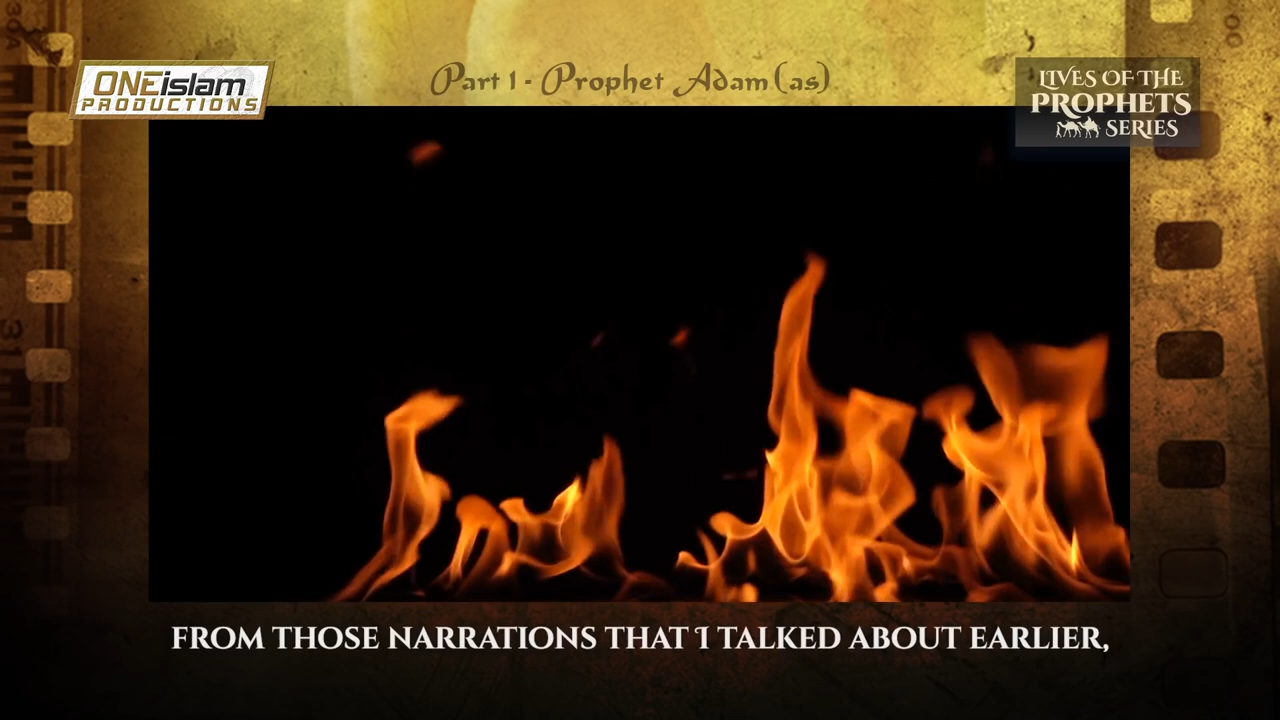 ONEislam
PRODUCTIONS
Part 1 - Prophet Adam (as)
LIVES OF THE
PROPHETS
SERIES
FROM THOSE NARRATIONS THAT I TALKED ABOUT EARLIER,